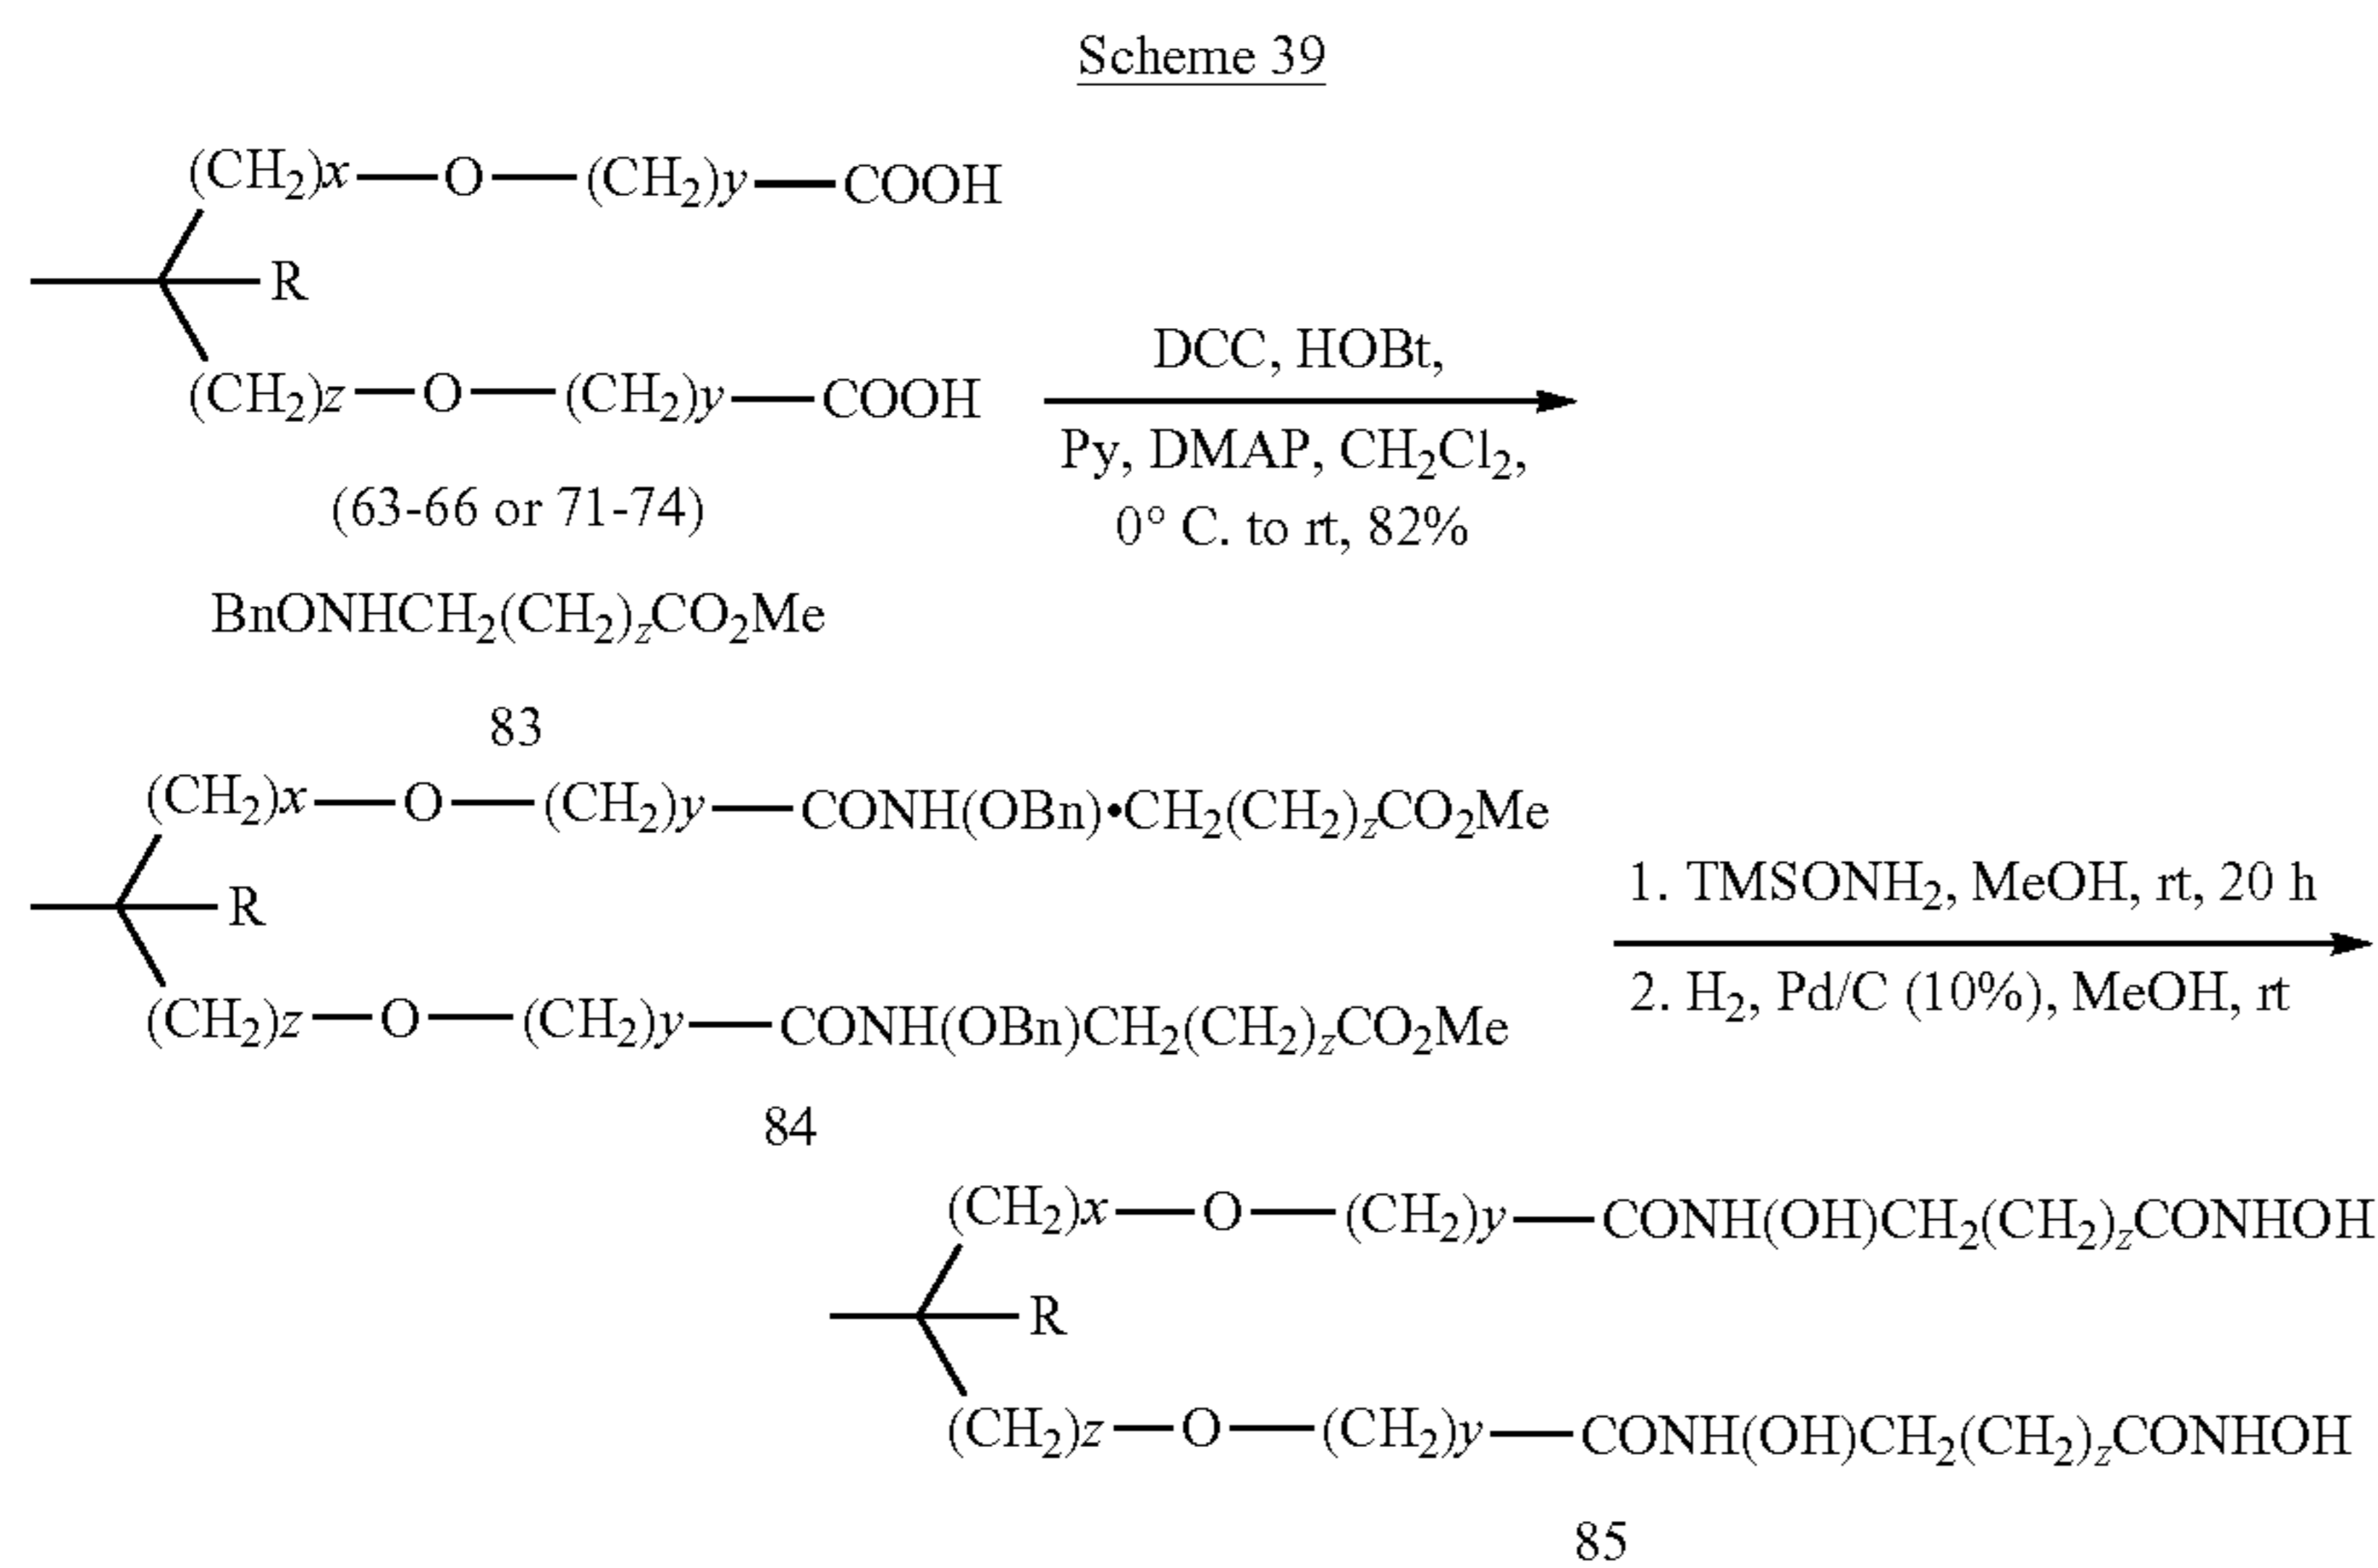 Scheme 39
(CH₂)x—O—(CH₂)y—COOH
R
(CH₂)z—O—(CH₂)y—COOH
(63-66 or 71-74)
BnONHCH₂(CH₂)zCO₂Me
83
DCC, HOBt,
Py, DMAP, CH₂Cl₂,
0° C. to rt, 82%
(CH₂)x—O—(CH₂)y—CONH(OBn)•CH₂(CH₂)zCO₂Me
R
(CH₂)z—O—(CH₂)y—CONH(OBn)CH₂(CH₂)zCO₂Me
84
1. TMSONH₂, MeOH, rt, 20 h
2. H₂, Pd/C (10%), MeOH, rt
(CH₂)x—O—(CH₂)y—CONH(OH)CH₂(CH₂)zCONHOH
R
(CH₂)z—O—(CH₂)y—CONH(OH)CH₂(CH₂)zCONHOH
85